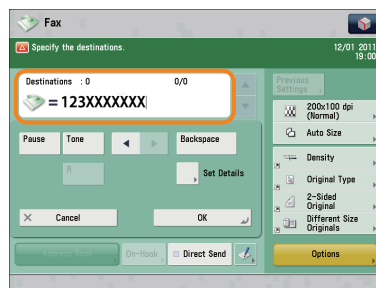 Fax
Specify the destinations.
12/01 2011
19:00
Destinations : 0
0/0
= 123XXXXXXX
Previous
Settings
200x100 dpi
(Normal)
Auto Size
Pause
Tone
Backspace
R
Set Details
Density
Original Type
2-Sided
Original
Different Size
Originals
Cancel
OK
Address Book
On-Hook
Direct Send
Options